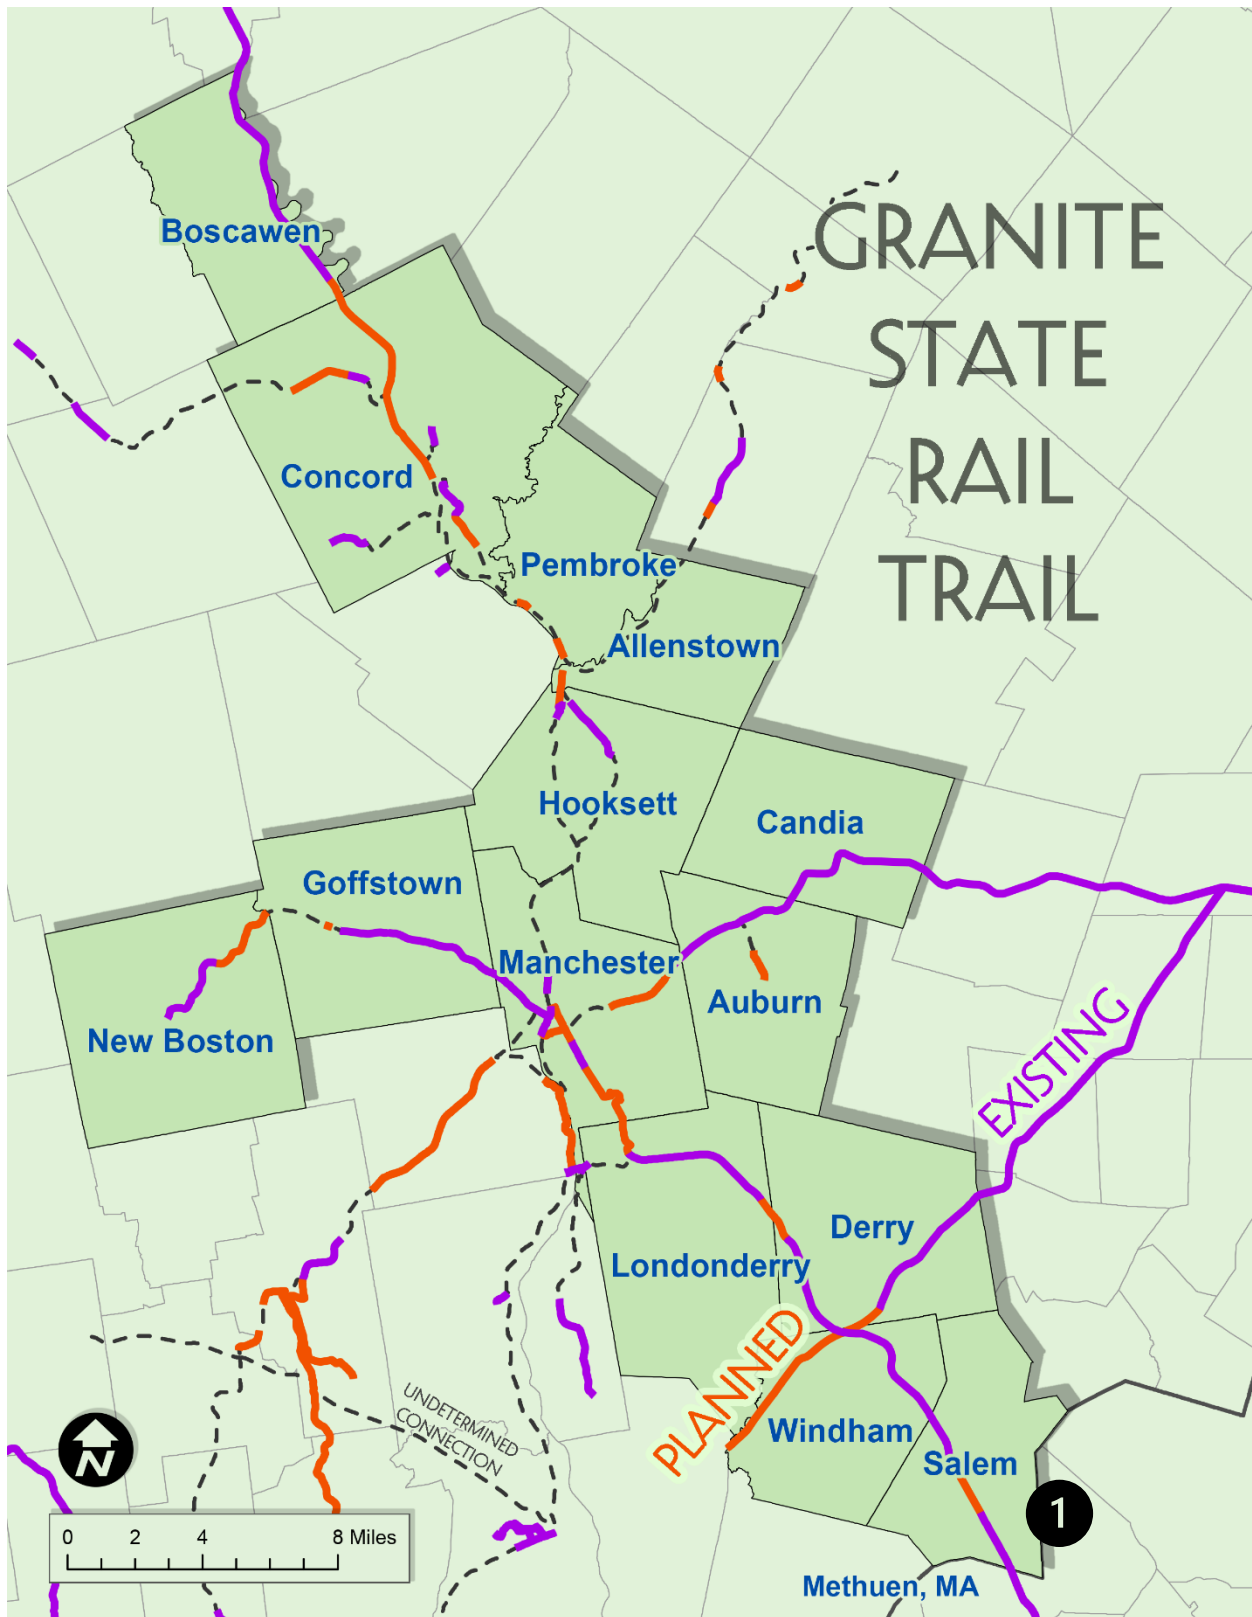 GRANITE
STATE
RAIL
TRAIL
Boscawen
Concord
Pembroke
Allenstown
Hooksett
Candia
Goffstown
Manchester
Auburn
New Boston
EXISTING
Derry
Londonderry
PLANNED
Windham
UNDETERMINED
CONNECTION
Salem
N
1
0 2 4 8 Miles
Methuen, MA